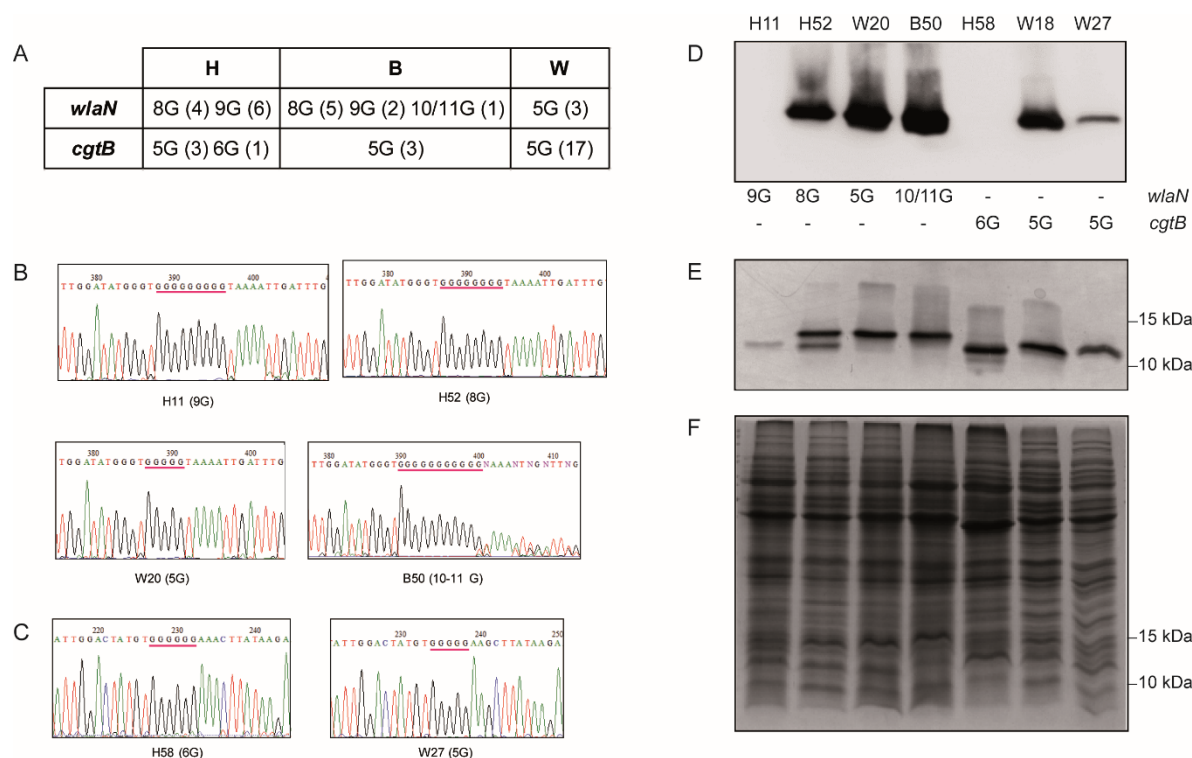 A
H B W
wlaN 8G (4) 9G (6) 8G (5) 9G (2) 10/11G (1) 5G (3)
cgtB 5G (3) 6G (1) 5G (3) 5G (17)
B
380 390 400
TTGGATATGGGTGGGGGGGGGTAAAATTGATTTG
H11 (9G)
380 390 400
TTGGATATGGGTGGGGGGGGTAAAATTGATTTG
H52 (8G)
380 390 400
TGGATATGGGTGGGGGTAAAATTGATTTG
W20 (5G)
380 390 400 410
TTGGATATGGGTGGGGGGGGGGGNAAANTNGNTTNG
B50 (10-11 G)
C
220 230 240
ATTGGACTATGTGGGGGGAAACTTATAAGA
H58 (6G)
230 240 250
ATTGGACTATGTGGGGGAAGCTTATAAGA
W27 (5G)
D
H11 H52 W20 B50 H58 W18 W27
9G 8G 5G 10/11G - - - wlaN
- - - - 6G 5G 5G cgtB
E
15 kDa
10 kDa
F
15 kDa
10 kDa